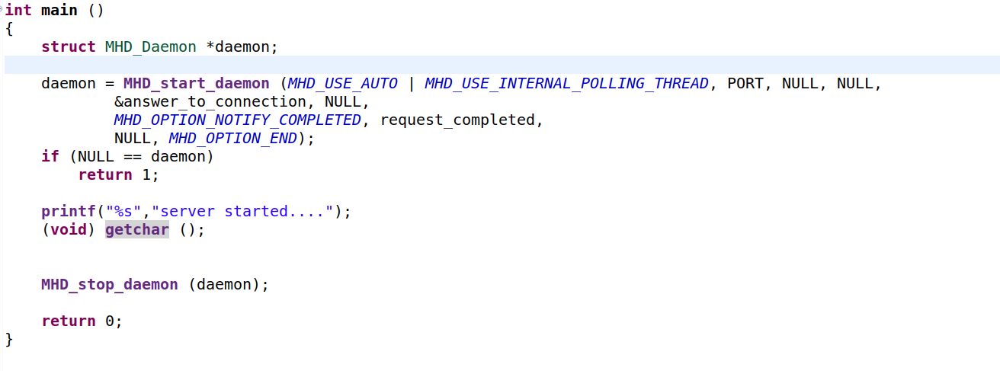 int main ()
{
    struct MHD_Daemon *daemon;
    daemon = MHD_start_daemon (MHD_USE_AUTO | MHD_USE_INTERNAL_POLLING_THREAD, PORT, NULL, NULL,
            &answer_to_connection, NULL,
            MHD_OPTION_NOTIFY_COMPLETED, request_completed,
            NULL, MHD_OPTION_END);
    if (NULL == daemon)
        return 1;
    printf("%s","server started....");
    (void) getchar ();
    MHD_stop_daemon (daemon);
    return 0;
}